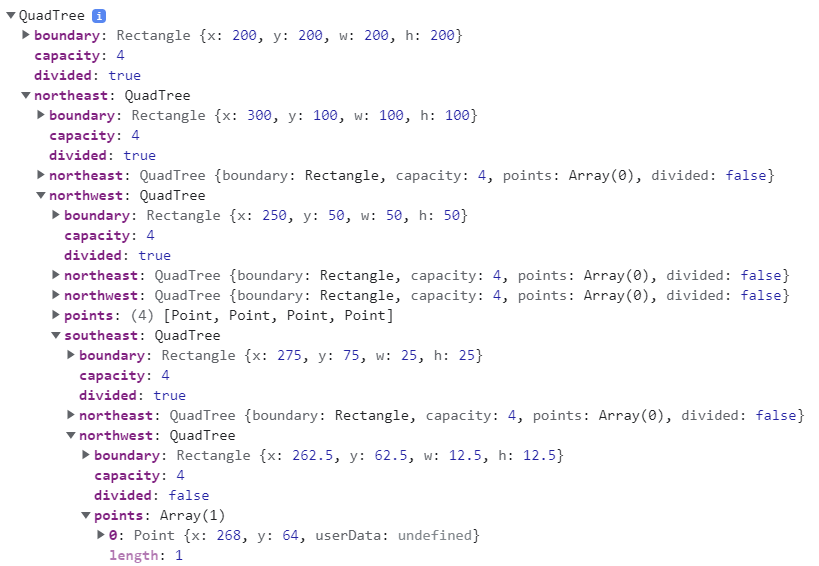 QuadTree i
boundary: Rectangle {x: 200, y: 200, w: 200, h: 200}
capacity: 4
divided: true
northeast: QuadTree
boundary: Rectangle {x: 300, y: 100, w: 100, h: 100}
capacity: 4
divided: true
northeast: QuadTree {boundary: Rectangle, capacity: 4, points: Array(0), divided: false}
northwest: QuadTree
boundary: Rectangle {x: 250, y: 50, w: 50, h: 50}
capacity: 4
divided: true
northeast: QuadTree {boundary: Rectangle, capacity: 4, points: Array(0), divided: false}
northwest: QuadTree {boundary: Rectangle, capacity: 4, points: Array(0), divided: false}
points: (4) [Point, Point, Point, Point]
southeast: QuadTree
boundary: Rectangle {x: 275, y: 75, w: 25, h: 25}
capacity: 4
divided: true
northeast: QuadTree {boundary: Rectangle, capacity: 4, points: Array(0), divided: false}
northwest: QuadTree
boundary: Rectangle {x: 262.5, y: 62.5, w: 12.5, h: 12.5}
capacity: 4
divided: false
points: Array(1)
0: Point {x: 268, y: 64, userData: undefined}
length: 1